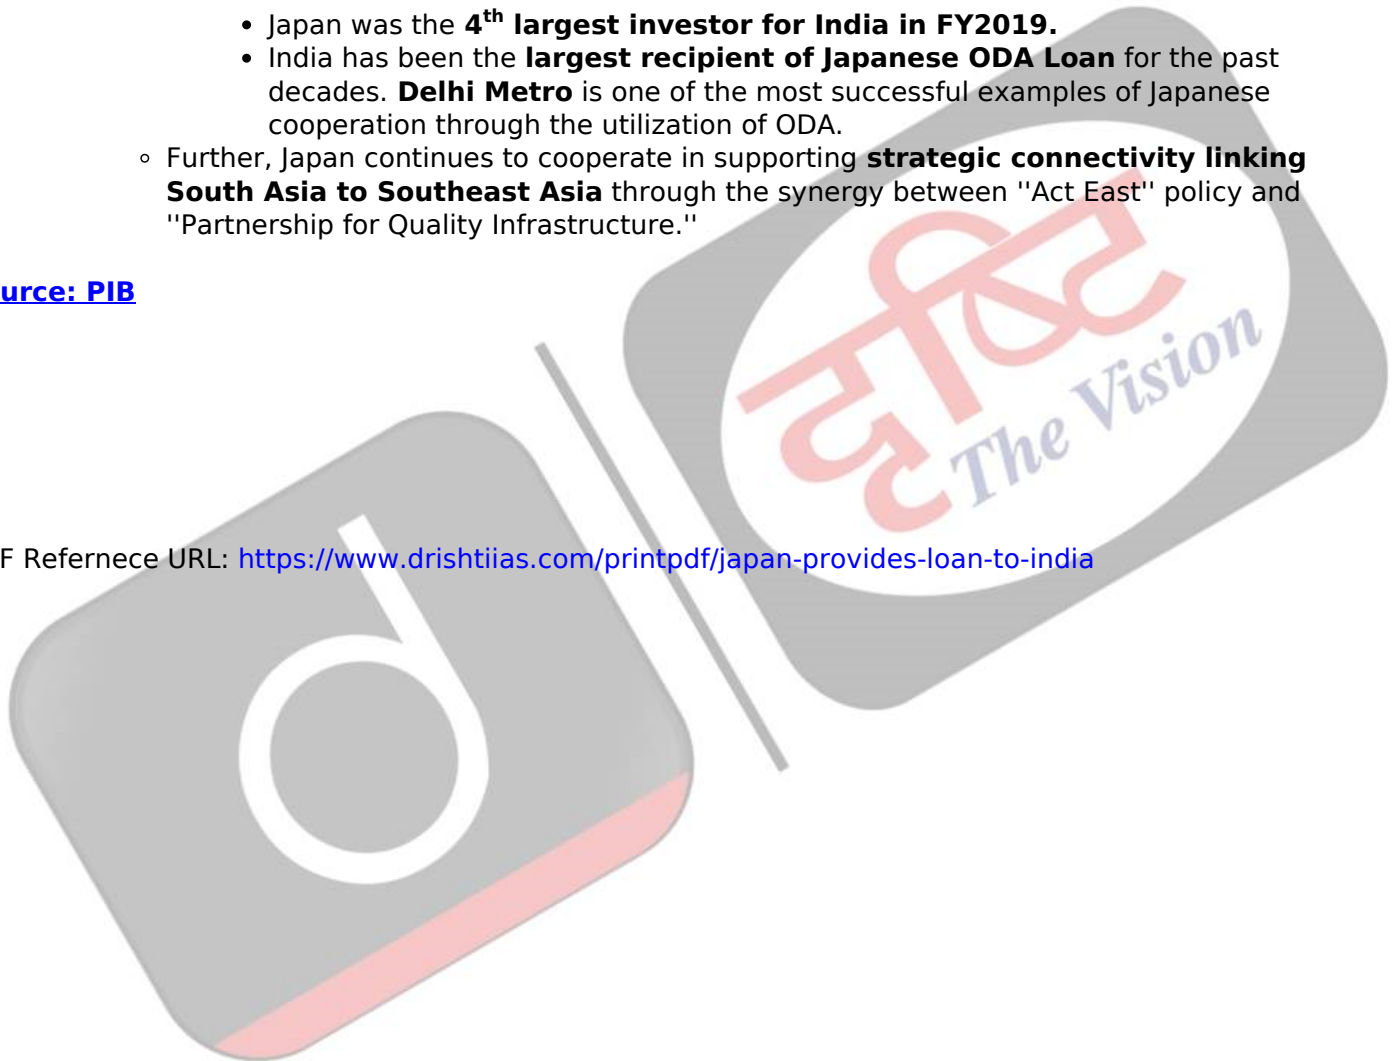 • Japan was the 4th largest investor for India in FY2019.
• India has been the largest recipient of Japanese ODA Loan for the past
decades. Delhi Metro is one of the most successful examples of Japanese
cooperation through the utilization of ODA.
◦ Further, Japan continues to cooperate in supporting strategic connectivity linking
South Asia to Southeast Asia through the synergy between ''Act East'' policy and
''Partnership for Quality Infrastructure.''
urce: PIB
दृष्टि
The Vision
d
F Refernece URL: https://www.drishtiias.com/printpdf/japan-provides-loan-to-india